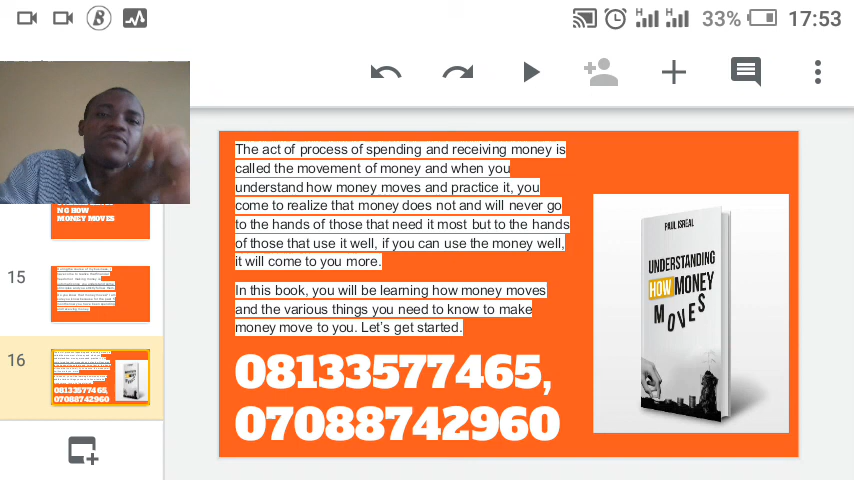 33% 17:53
NG HOW
MONEY MOVES
15
16
The act of process of spending and receiving money is
called the movement of money and when you
understand how money moves and practice it, you
come to realize that money does not and will never go
to the hands of those that need it most but to the hands
of those that use it well, if you can use the money well,
it will come to you more.
In this book, you will be learning how money moves
and the various things you need to know to make
money move to you. Let's get started.
08133577465,
07088742960
PAUL ISREAL
UNDERSTANDING
HOW MONEY
MOVES
08133577465,
07088742960